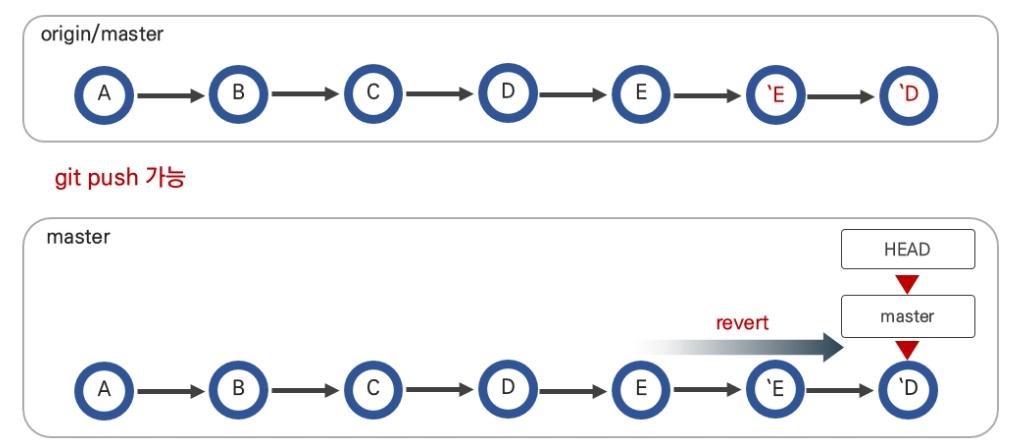 origin/master
A B C D E `E `D
git push 가능
master
HEAD
revert
master
A B C D E `E `D